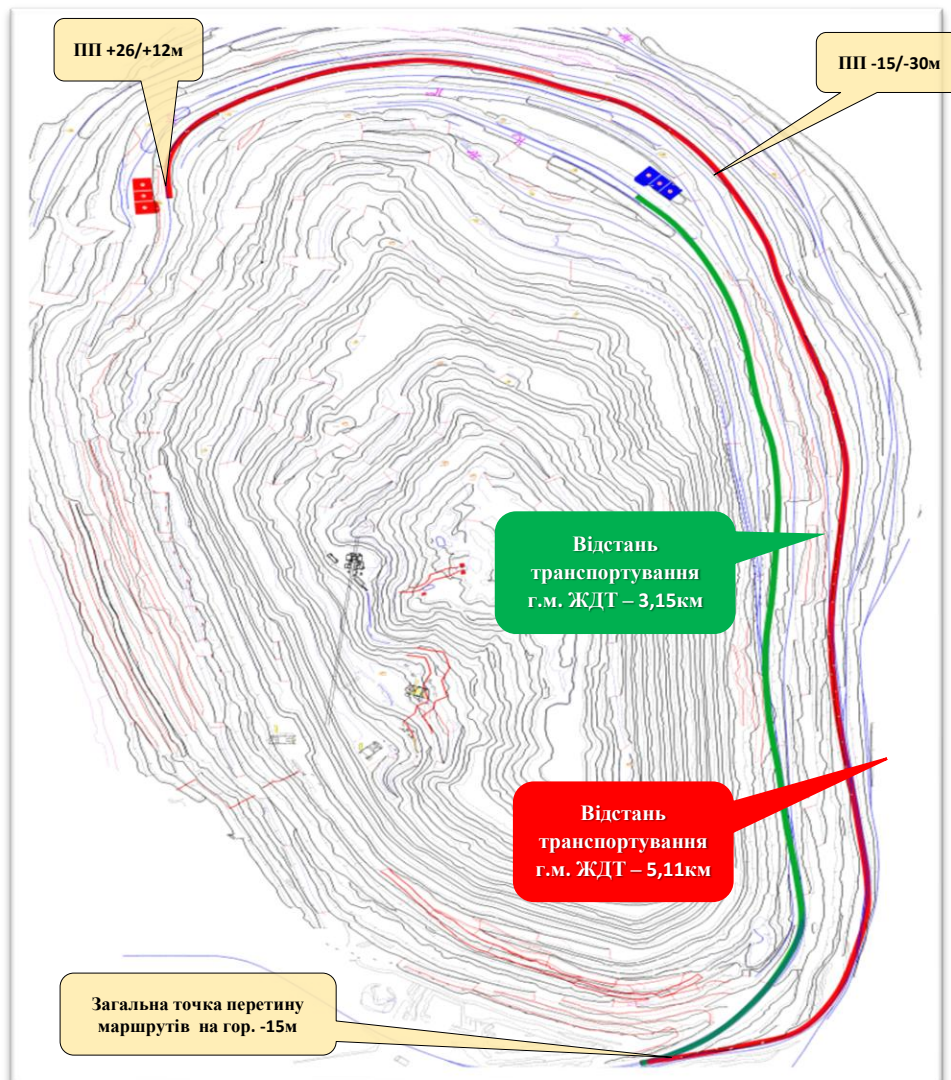 ПП +26/+12м
ПП -15/-30м
Відстань
транспортування
г.м. ЖДТ – 3,15км
Відстань
транспортування
г.м. ЖДТ – 5,11км
Загальна точка перетину
маршрутів на гор. -15м